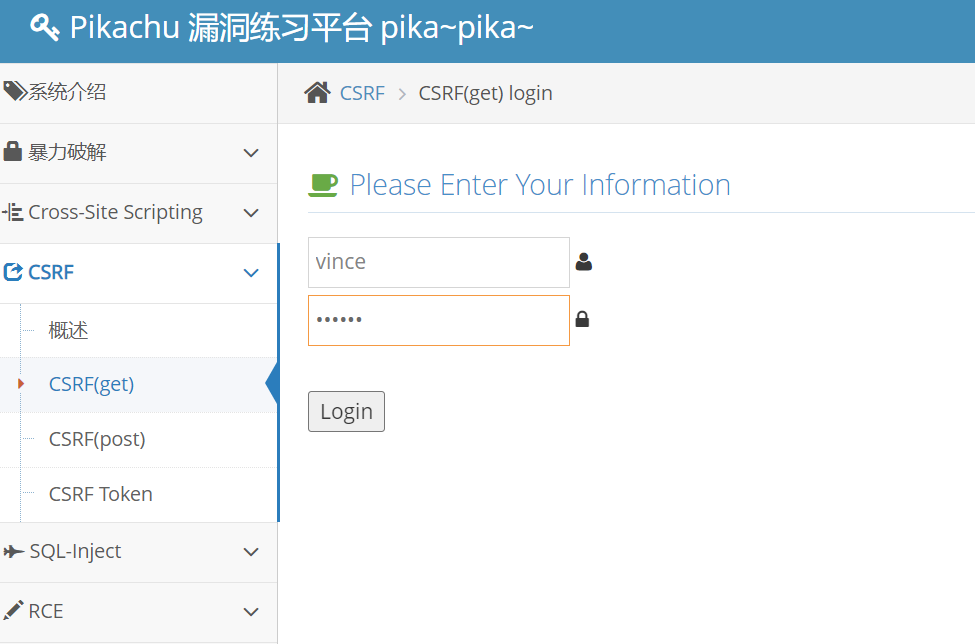 Pikachu 漏洞练习平台 pika~pika~
系统介绍
暴力破解
Cross-Site Scripting
CSRF
概述
CSRF(get)
CSRF(post)
CSRF Token
SQL-Inject
RCE
CSRF > CSRF(get) login
Please Enter Your Information
vince
••••••
Login